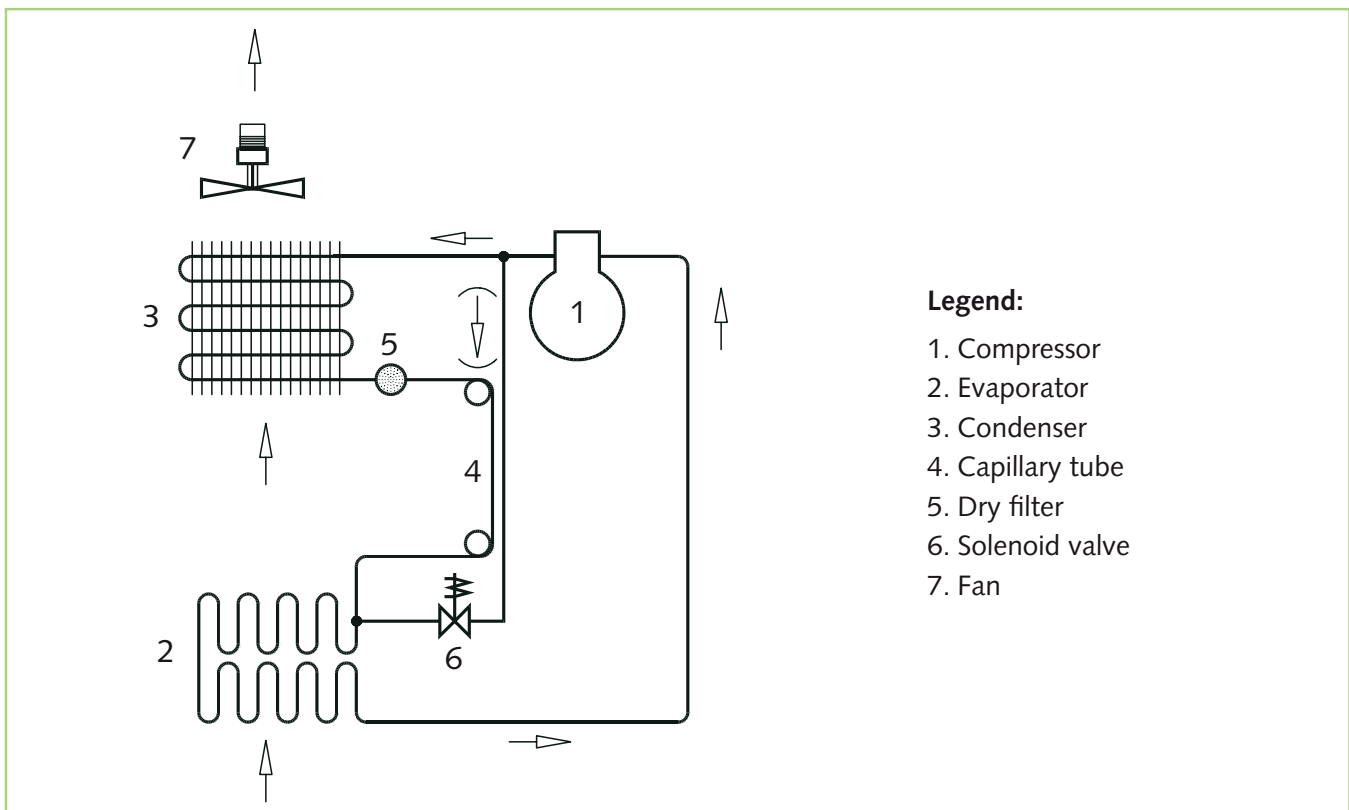 7
3
5
1
4
2
6
Legend:
1. Compressor
2. Evaporator
3. Condenser
4. Capillary tube
5. Dry filter
6. Solenoid valve
7. Fan